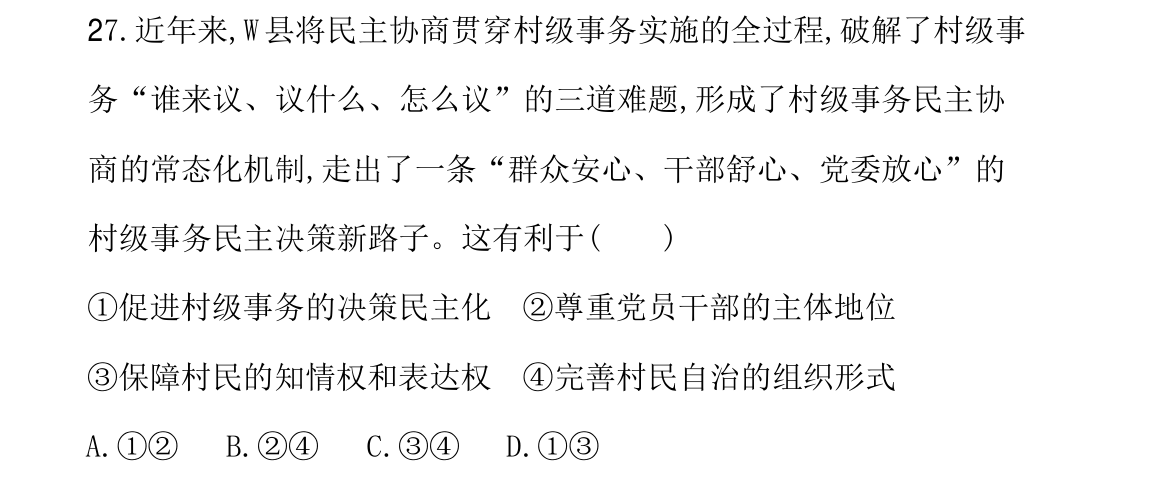 27.近年来,W县将民主协商贯穿村级事务实施的全过程,破解了村级事
务“谁来议、议什么、怎么议”的三道难题,形成了村级事务民主协
商的常态化机制,走出了一条“群众安心、干部舒心、党委放心”的
村级事务民主决策新路子。这有利于(　　)
①促进村级事务的决策民主化　②尊重党员干部的主体地位
③保障村民的知情权和表达权　④完善村民自治的组织形式
A.①②　B.②④　C.③④　D.①③